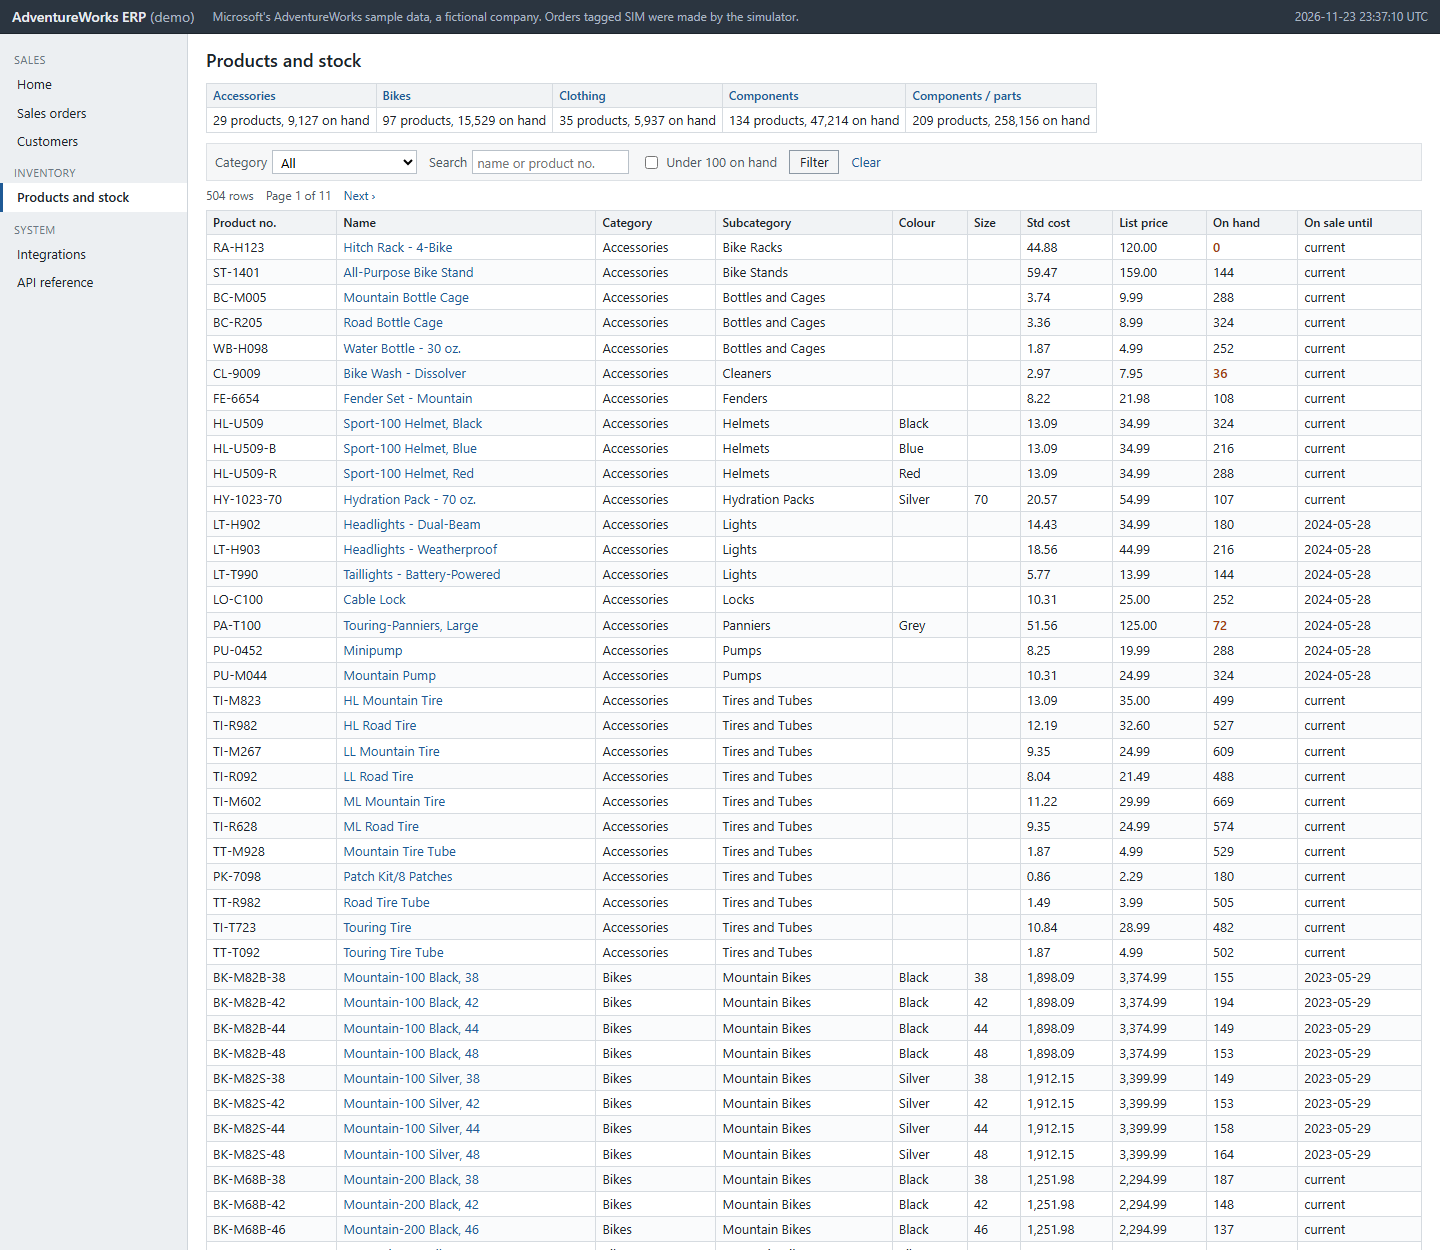 AdventureWorks ERP (demo) Microsoft's AdventureWorks sample data, a fictional company. Orders tagged SIM were made by the simulator. 2026-11-23 23:37:10 UTC
SALES
Home
Sales orders
Customers
INVENTORY
Products and stock
SYSTEM
Integrations
API reference
Products and stock
Accessories Bikes Clothing Components Components / parts
29 products, 9,127 on hand 97 products, 15,529 on hand 35 products, 5,937 on hand 134 products, 47,214 on hand 209 products, 258,156 on hand
Category All Search name or product no. Under 100 on hand Filter Clear
504 rows Page 1 of 11 Next ›
Product no. Name Category Subcategory Colour Size Std cost List price On hand On sale until
RA-H123 Hitch Rack - 4-Bike Accessories Bike Racks 44.88 120.00 0 current
ST-1401 All-Purpose Bike Stand Accessories Bike Stands 59.47 159.00 144 current
BC-M005 Mountain Bottle Cage Accessories Bottles and Cages 3.74 9.99 288 current
BC-R205 Road Bottle Cage Accessories Bottles and Cages 3.36 8.99 324 current
WB-H098 Water Bottle - 30 oz. Accessories Bottles and Cages 1.87 4.99 252 current
CL-9009 Bike Wash - Dissolver Accessories Cleaners 2.97 7.95 36 current
FE-6654 Fender Set - Mountain Accessories Fenders 8.22 21.98 108 current
HL-U509 Sport-100 Helmet, Black Accessories Helmets Black 13.09 34.99 324 current
HL-U509-B Sport-100 Helmet, Blue Accessories Helmets Blue 13.09 34.99 216 current
HL-U509-R Sport-100 Helmet, Red Accessories Helmets Red 13.09 34.99 288 current
HY-1023-70 Hydration Pack - 70 oz. Accessories Hydration Packs Silver 70 20.57 54.99 107 current
LT-H902 Headlights - Dual-Beam Accessories Lights 14.43 34.99 180 2024-05-28
LT-H903 Headlights - Weatherproof Accessories Lights 18.56 44.99 216 2024-05-28
LT-T990 Taillights - Battery-Powered Accessories Lights 5.77 13.99 144 2024-05-28
LO-C100 Cable Lock Accessories Locks 10.31 25.00 252 2024-05-28
PA-T100 Touring-Panniers, Large Accessories Panniers Grey 51.56 125.00 72 2024-05-28
PU-0452 Minipump Accessories Pumps 8.25 19.99 288 2024-05-28
PU-M044 Mountain Pump Accessories Pumps 10.31 24.99 324 2024-05-28
TI-M823 HL Mountain Tire Accessories Tires and Tubes 13.09 35.00 499 current
TI-R982 HL Road Tire Accessories Tires and Tubes 12.19 32.60 527 current
TI-M267 LL Mountain Tire Accessories Tires and Tubes 9.35 24.99 609 current
TI-R092 LL Road Tire Accessories Tires and Tubes 8.04 21.49 488 current
TI-M602 ML Mountain Tire Accessories Tires and Tubes 11.22 29.99 669 current
TI-R628 ML Road Tire Accessories Tires and Tubes 9.35 24.99 574 current
TT-M928 Mountain Tire Tube Accessories Tires and Tubes 1.87 4.99 529 current
PK-7098 Patch Kit/8 Patches Accessories Tires and Tubes 0.86 2.29 180 current
TT-R982 Road Tire Tube Accessories Tires and Tubes 1.49 3.99 505 current
TI-T723 Touring Tire Accessories Tires and Tubes 10.84 28.99 482 current
TT-T092 Touring Tire Tube Accessories Tires and Tubes 1.87 4.99 502 current
BK-M82B-38 Mountain-100 Black, 38 Bikes Mountain Bikes Black 38 1,898.09 3,374.99 155 2023-05-29
BK-M82B-42 Mountain-100 Black, 42 Bikes Mountain Bikes Black 42 1,898.09 3,374.99 194 2023-05-29
BK-M82B-44 Mountain-100 Black, 44 Bikes Mountain Bikes Black 44 1,898.09 3,374.99 149 2023-05-29
BK-M82B-48 Mountain-100 Black, 48 Bikes Mountain Bikes Black 48 1,898.09 3,374.99 153 2023-05-29
BK-M82S-38 Mountain-100 Silver, 38 Bikes Mountain Bikes Silver 38 1,912.15 3,399.99 149 2023-05-29
BK-M82S-42 Mountain-100 Silver, 42 Bikes Mountain Bikes Silver 42 1,912.15 3,399.99 153 2023-05-29
BK-M82S-44 Mountain-100 Silver, 44 Bikes Mountain Bikes Silver 44 1,912.15 3,399.99 158 2023-05-29
BK-M82S-48 Mountain-100 Silver, 48 Bikes Mountain Bikes Silver 48 1,912.15 3,399.99 164 2023-05-29
BK-M68B-38 Mountain-200 Black, 38 Bikes Mountain Bikes Black 38 1,251.98 2,294.99 187 current
BK-M68B-42 Mountain-200 Black, 42 Bikes Mountain Bikes Black 42 1,251.98 2,294.99 148 current
BK-M68B-46 Mountain-200 Black, 46 Bikes Mountain Bikes Black 46 1,251.98 2,294.99 137 current